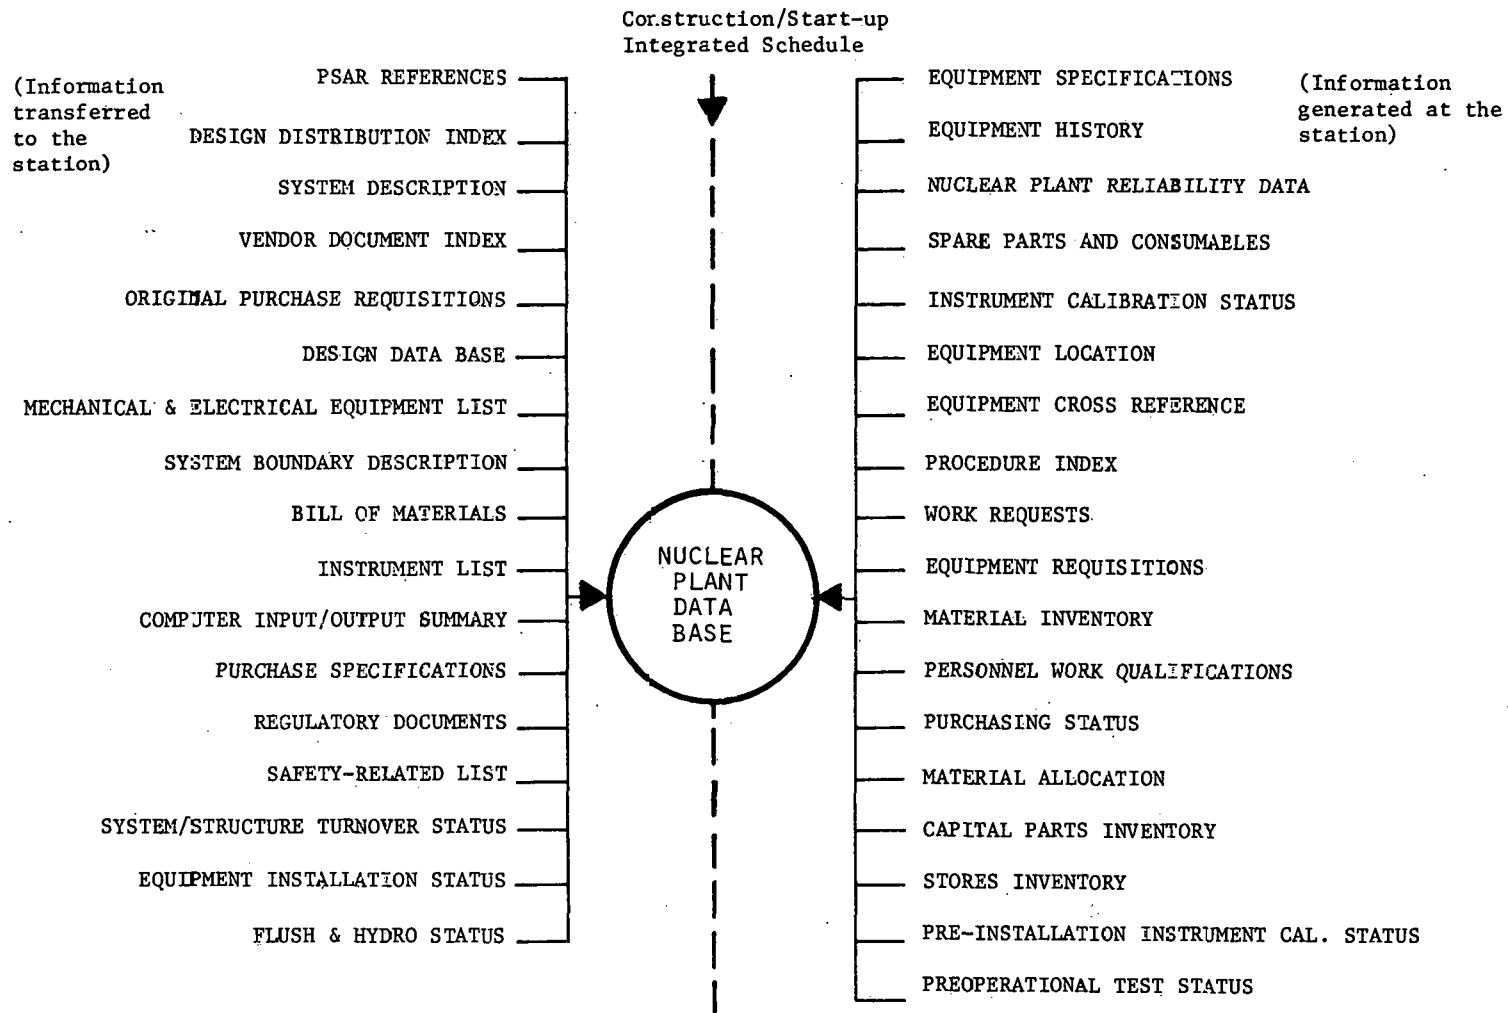 Construction/Start-up
Integrated Schedule
(Information
transferred
to the
station)
PSAR REFERENCES
DESIGN DISTRIBUTION INDEX
SYSTEM DESCRIPTION
VENDOR DOCUMENT INDEX
ORIGINAL PURCHASE REQUISITIONS
DESIGN DATA BASE
MECHANICAL & ELECTRICAL EQUIPMENT LIST
SYSTEM BOUNDARY DESCRIPTION
BILL OF MATERIALS
INSTRUMENT LIST
COMPUTER INPUT/OUTPUT SUMMARY
PURCHASE SPECIFICATIONS
REGULATORY DOCUMENTS
SAFETY-RELATED LIST
SYSTEM/STRUCTURE TURNOVER STATUS
EQUIPMENT INSTALLATION STATUS
FLUSH & HYDRO STATUS
NUCLEAR
PLANT
DATA
BASE
EQUIPMENT SPECIFICATIONS
EQUIPMENT HISTORY
NUCLEAR PLANT RELIABILITY DATA
SPARE PARTS AND CONSUMABLES
INSTRUMENT CALIBRATION STATUS
EQUIPMENT LOCATION
EQUIPMENT CROSS REFERENCE
PROCEDURE INDEX
WORK REQUESTS
EQUIPMENT REQUISITIONS
MATERIAL INVENTORY
PERSONNEL WORK QUALIFICATIONS
PURCHASING STATUS
MATERIAL ALLOCATION
CAPITAL PARTS INVENTORY
STORES INVENTORY
PRE-INSTALLATION INSTRUMENT CAL. STATUS
PREOPERATIONAL TEST STATUS
(Information
generated at the
station)